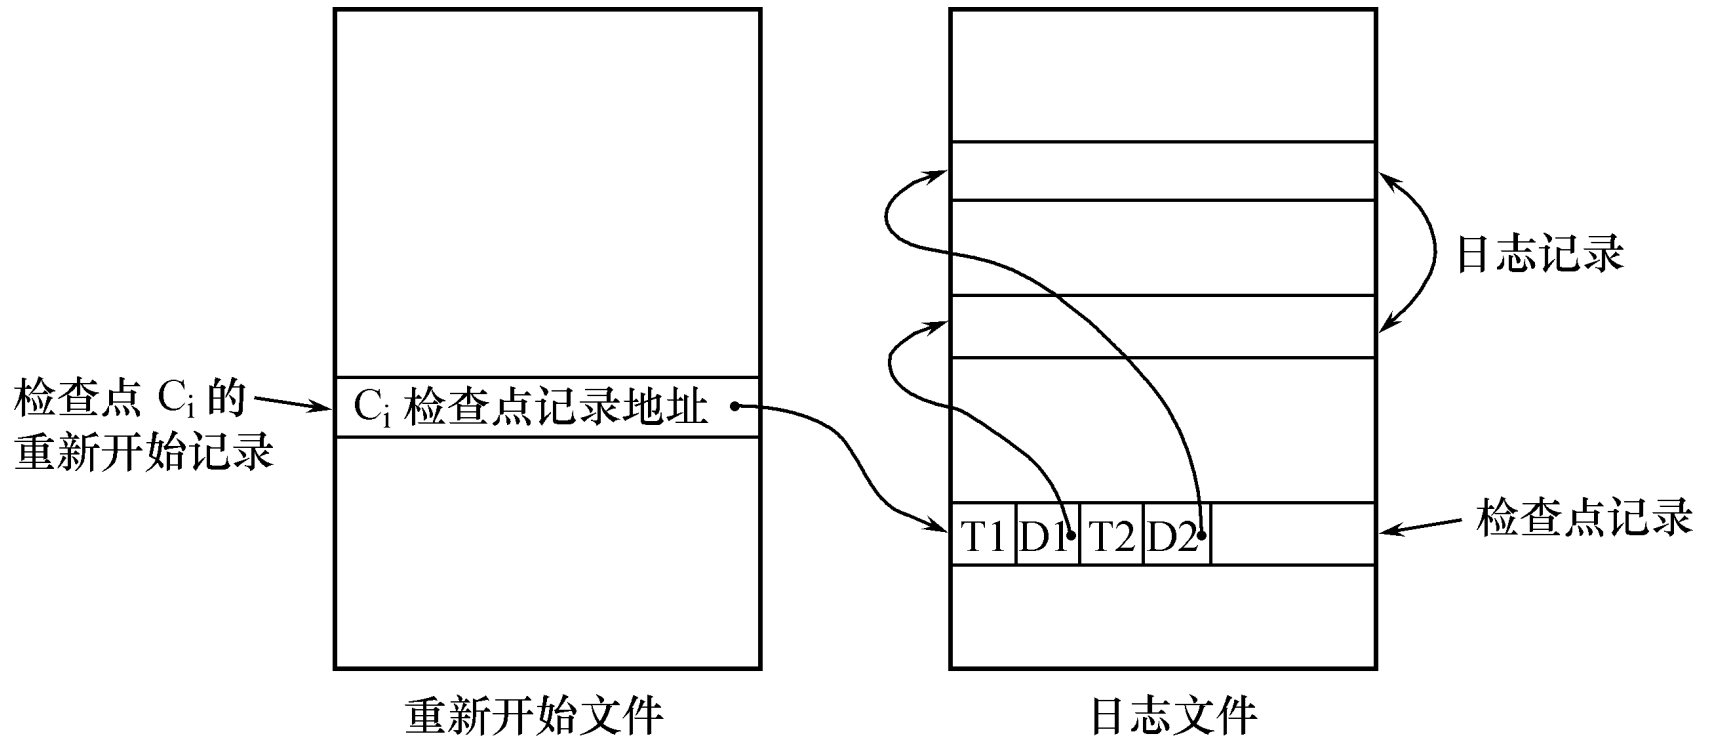 日志记录
检查点 Ci 的
重新开始记录
Ci 检查点记录地址
T1 D1 T2 D2
检查点记录
重新开始文件
日志文件